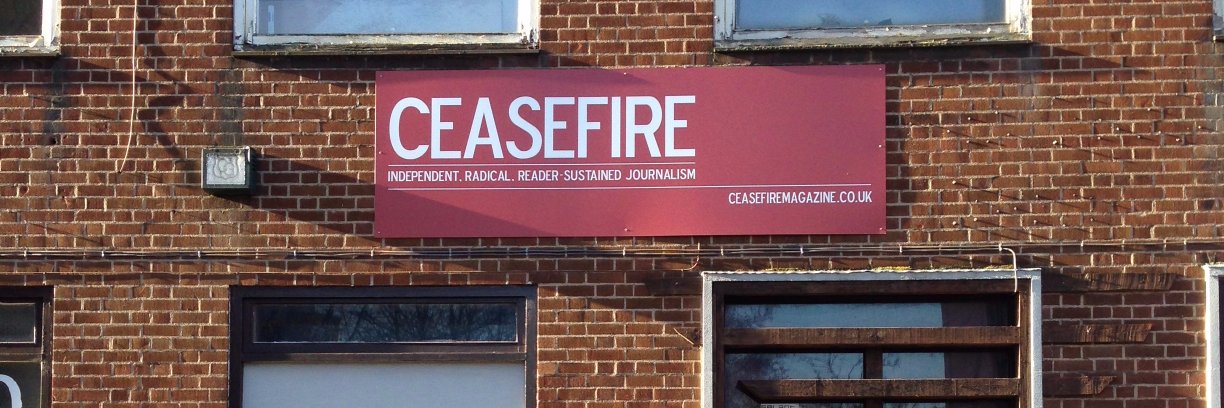 CEASEFIRE
INDEPENDENT. RADICAL. READER-SUSTAINED JOURNALISM
CEASEFIREMAGAZINE.CO.UK